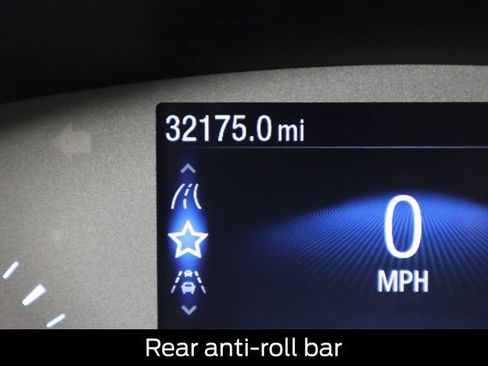 32175.0 mi
0
MPH
Rear anti-roll bar